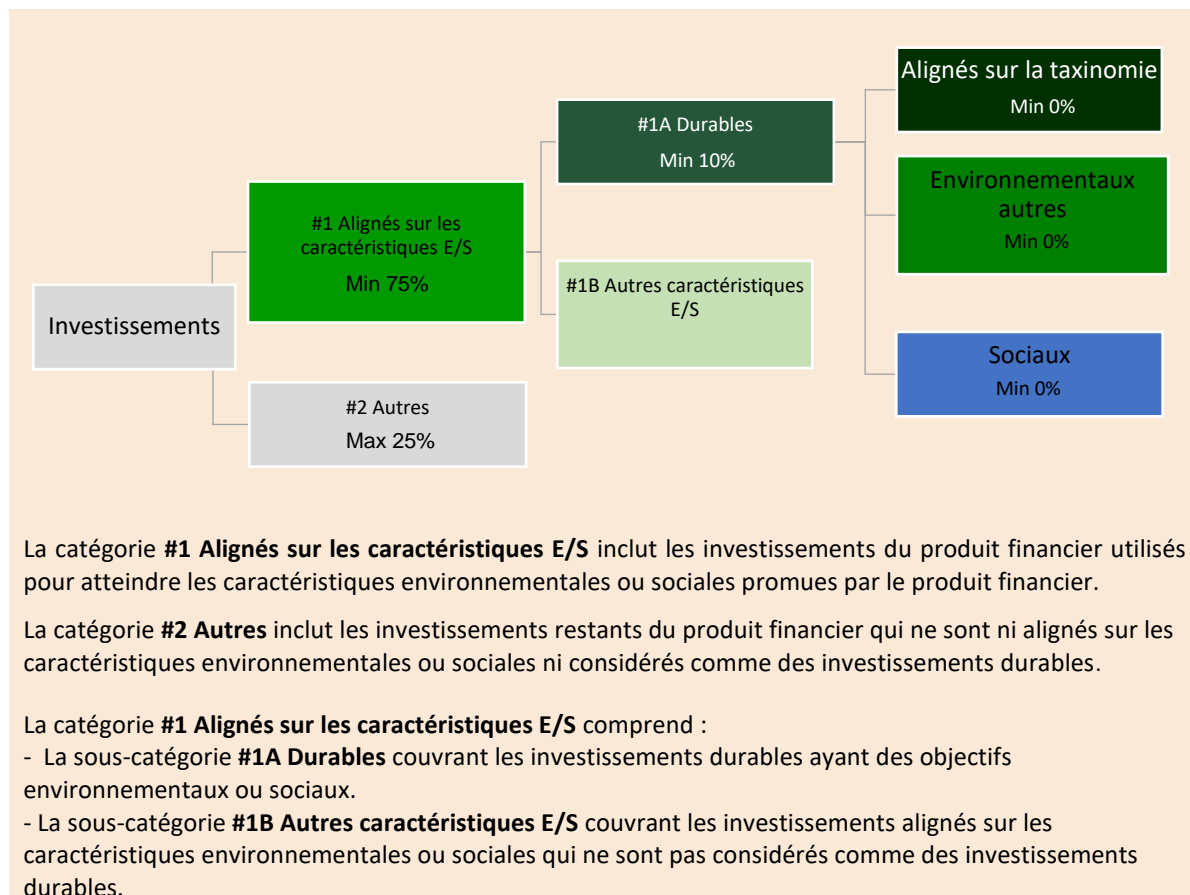 Alignés sur la taxinomie
Min 0%
#1A Durables
Min 10%
Environnementaux
autres
Min 0%
#1 Alignés sur les
caractéristiques E/S
Min 75%
#1B Autres caractéristiques
E/S
Investissements
Sociaux
Min 0%
#2 Autres
Max 25%
La catégorie #1 Alignés sur les caractéristiques E/S inclut les investissements du produit financier utilisés
pour atteindre les caractéristiques environnementales ou sociales promues par le produit financier.
La catégorie #2 Autres inclut les investissements restants du produit financier qui ne sont ni alignés sur les
caractéristiques environnementales ou sociales ni considérés comme des investissements durables.
La catégorie #1 Alignés sur les caractéristiques E/S comprend :
- La sous-catégorie #1A Durables couvrant les investissements durables ayant des objectifs
environnementaux ou sociaux.
- La sous-catégorie #1B Autres caractéristiques E/S couvrant les investissements alignés sur les
caractéristiques environnementales ou sociales qui ne sont pas considérés comme des investissements
durables.